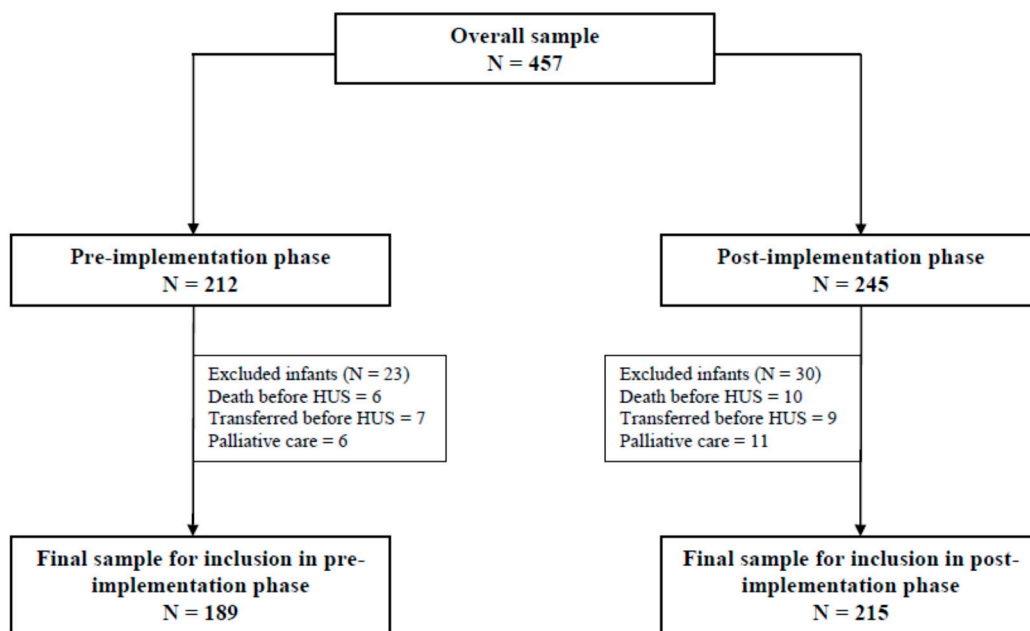 Overall sample
N = 457
Pre-implementation phase
N = 212
Post-implementation phase
N = 245
Excluded infants (N = 23)
Death before HUS = 6
Transferred before HUS = 7
Palliative care = 6
Excluded infants (N = 30)
Death before HUS = 10
Transferred before HUS = 9
Palliative care = 11
Final sample for inclusion in pre-
implementation phase
N = 189
Final sample for inclusion in post-
implementation phase
N = 215